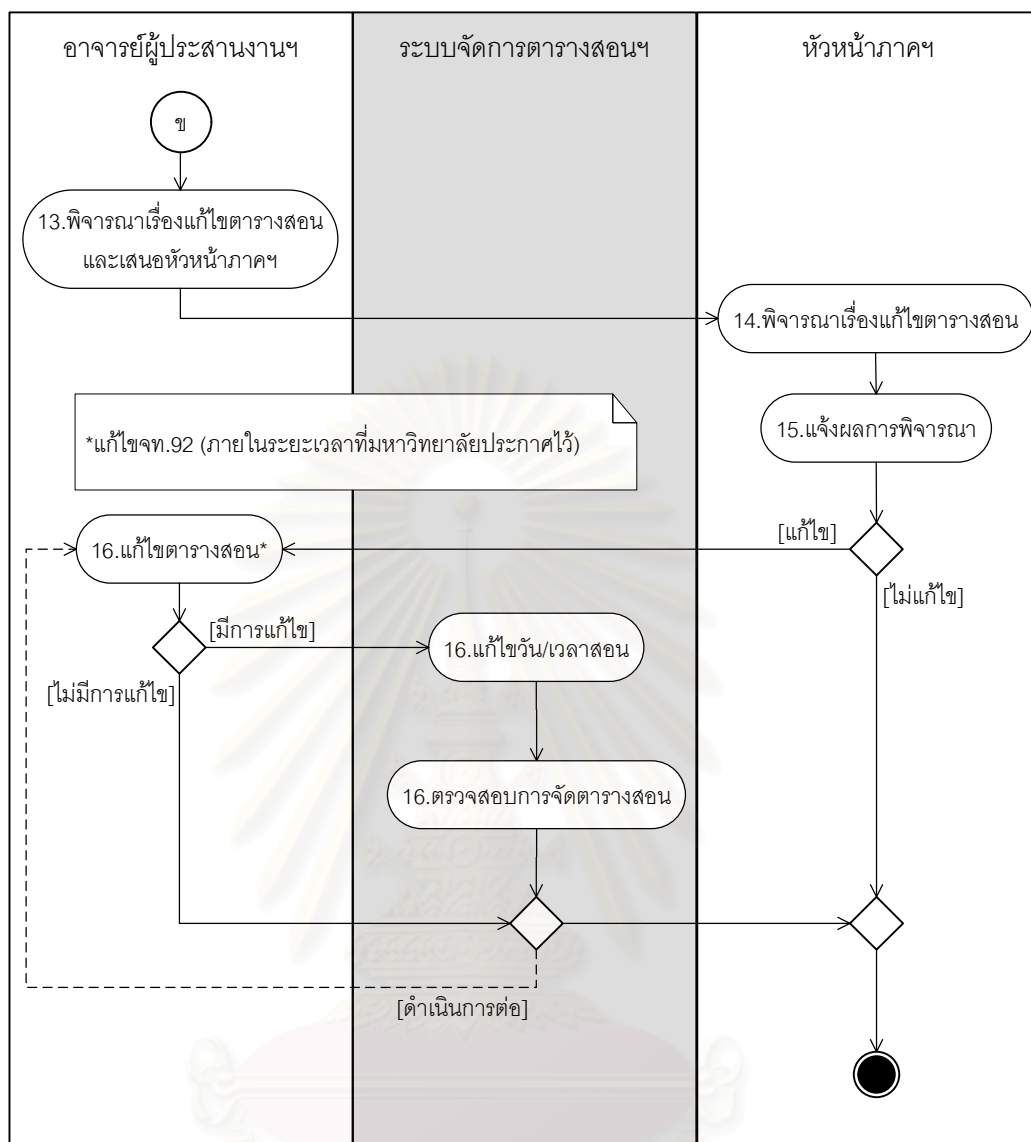 อาจารย์ผู้ประสานงานฯ
ระบบจัดการตารางสอนฯ
หัวหน้าภาคฯ
ข
13.พิจารณาเรื่องแก้ไขตารางสอน
และเสนอหัวหน้าภาคฯ
14.พิจารณาเรื่องแก้ไขตารางสอน
*แก้ไขจท.92 (ภายในระยะเวลาที่มหาวิทยาลัยประกาศไว้)
15.แจ้งผลการพิจารณา
[แก้ไข]
16.แก้ไขตารางสอน*
[ไม่แก้ไข]
[มีการแก้ไข]
16.แก้ไขวัน/เวลาสอน
[ไม่มีการแก้ไข]
16.ตรวจสอบการจัดตารางสอน
[ดำเนินการต่อ]